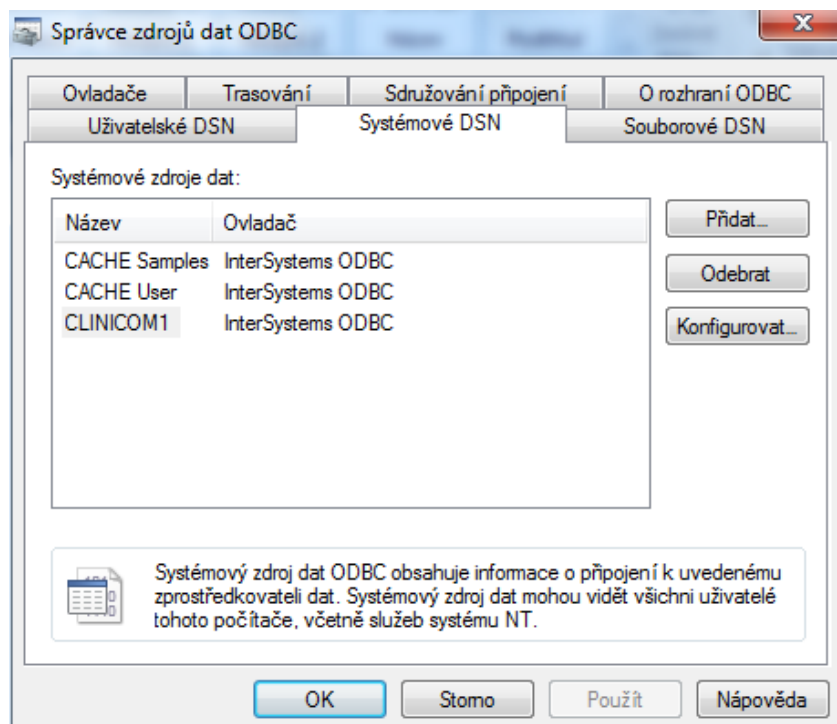 Správce zdrojů dat ODBC
Ovladače Trasování Sdružování připojení O rozhraní ODBC
Uživatelské DSN Systémové DSN Souborové DSN
Systémové zdroje dat:
Název Ovladač
CACHE Samples InterSystems ODBC
CACHE User InterSystems ODBC
CLINICOM1 InterSystems ODBC
Přidat...
Odebrat
Konfigurovat...
Systémový zdroj dat ODBC obsahuje informace o připojení k uvedenému
zprostředkovateli dat. Systémový zdroj dat mohou vidět všichni uživatelé
tohoto počítače, včetně služeb systému NT.
OK Storno Použít Nápověda